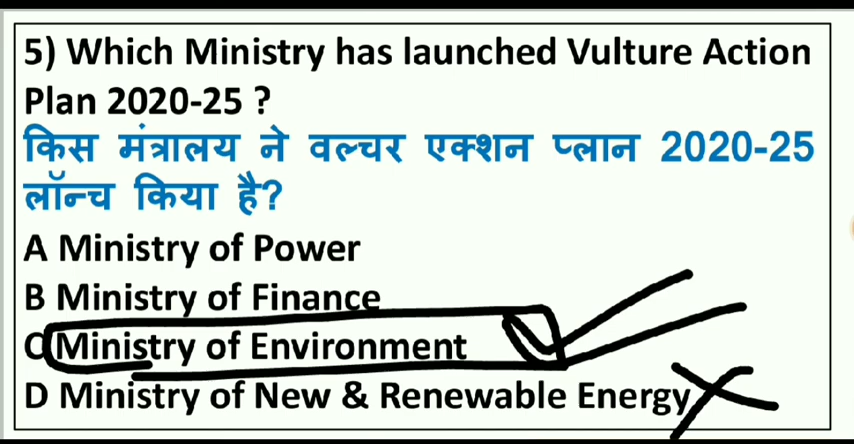 5) Which Ministry has launched Vulture Action
Plan 2020-25 ?
किस मंत्रालय ने वल्चर एक्शन प्लान 2020-25
लॉन्च किया है?
A Ministry of Power
B Ministry of Finance
C Ministry of Environment
D Ministry of New & Renewable Energy